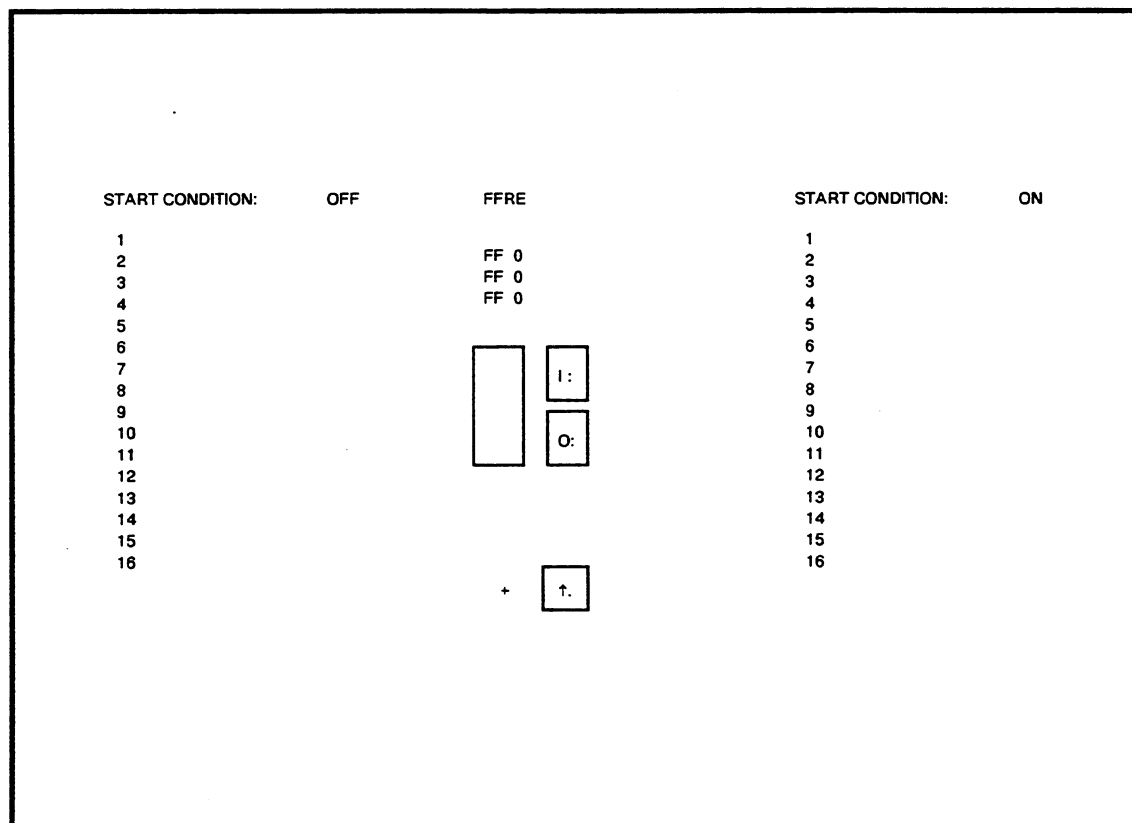 START CONDITION: OFF FFRE START CONDITION: ON
1 1
2 FF 0 2
3 FF 0 3
4 FF 0 4
5 5
6 6
7 I : 7
8 8
9 9
10 O: 10
11 11
12 12
13 13
14 14
15 15
16 16
+ ↑.